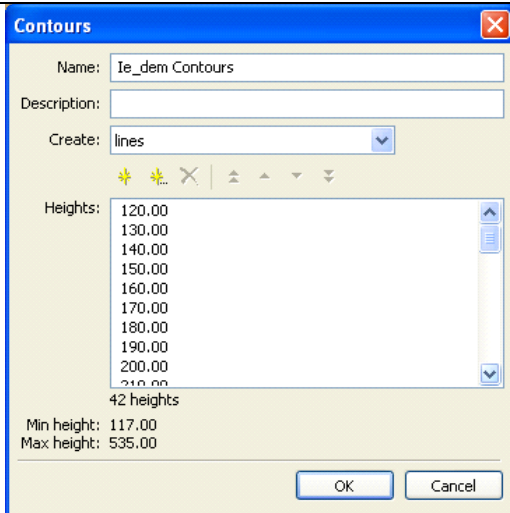 Contours
Name: Ie_dem Contours
Description:
Create: lines
Heights: 120.00
130.00
140.00
150.00
160.00
170.00
180.00
190.00
200.00
210.00
42 heights
Min height: 117.00
Max height: 535.00
OK Cancel